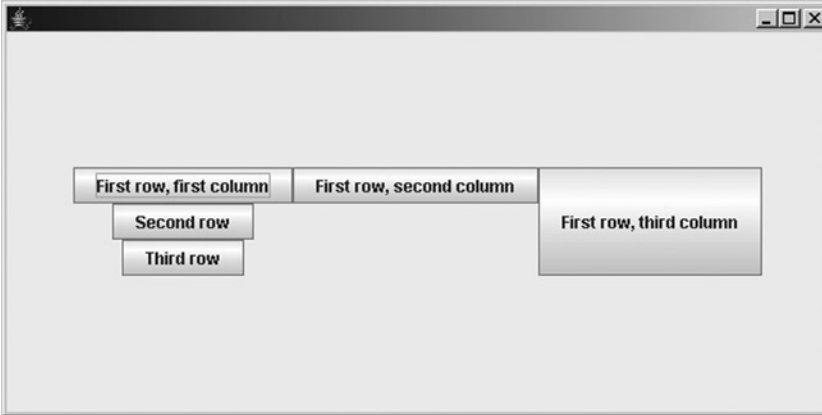 First row, first column
First row, second column
First row, third column
Second row
Third row